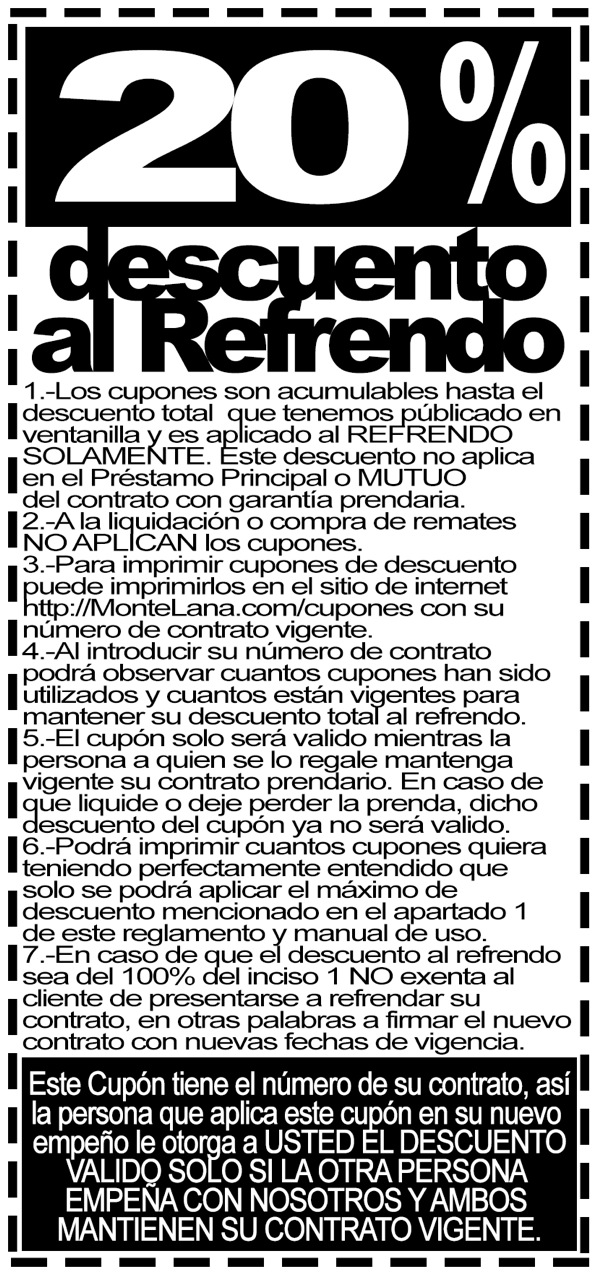 20%
descuento
al Refrendo
1.-Los cupones son acumulables hasta el
descuento total que tenemos públicado en
ventanilla y es aplicado al REFRENDO
SOLAMENTE. Este descuento no aplica
en el Préstamo Principal o MUTUO
del contrato con garantía prendaria.
2.-A la liquidación o compra de remates
NO APLICAN los cupones.
3.-Para imprimir cupones de descuento
puede imprimirlos en el sitio de internet
http://MonteLana.com/cupones con su
número de contrato vigente.
4.-Al introducir su número de contrato
podrá observar cuantos cupones han sido
utilizados y cuantos están vigentes para
mantener su descuento total al refrendo.
5.-El cupón solo será valido mientras la
persona a quien se lo regale mantenga
vigente su contrato prendario. En caso de
que liquide o deje perder la prenda, dicho
descuento del cupón ya no será valido.
6.-Podrá imprimir cuantos cupones quiera
teniendo perfectamente entendido que
solo se podrá aplicar el máximo de
descuento mencionado en el apartado 1
de este reglamento y manual de uso.
7.-En caso de que el descuento al refrendo
sea del 100% del inciso 1 NO exenta al
cliente de presentarse a refrendar su
contrato, en otras palabras a firmar el nuevo
contrato con nuevas fechas de vigencia.
Este Cupón tiene el número de su contrato, así
la persona que aplica este cupón en su nuevo
empeño le otorga a USTED EL DESCUENTO
VALIDO SOLO SI LA OTRA PERSONA
EMPEÑA CON NOSOTROS Y AMBOS
MANTIENEN SU CONTRATO VIGENTE.